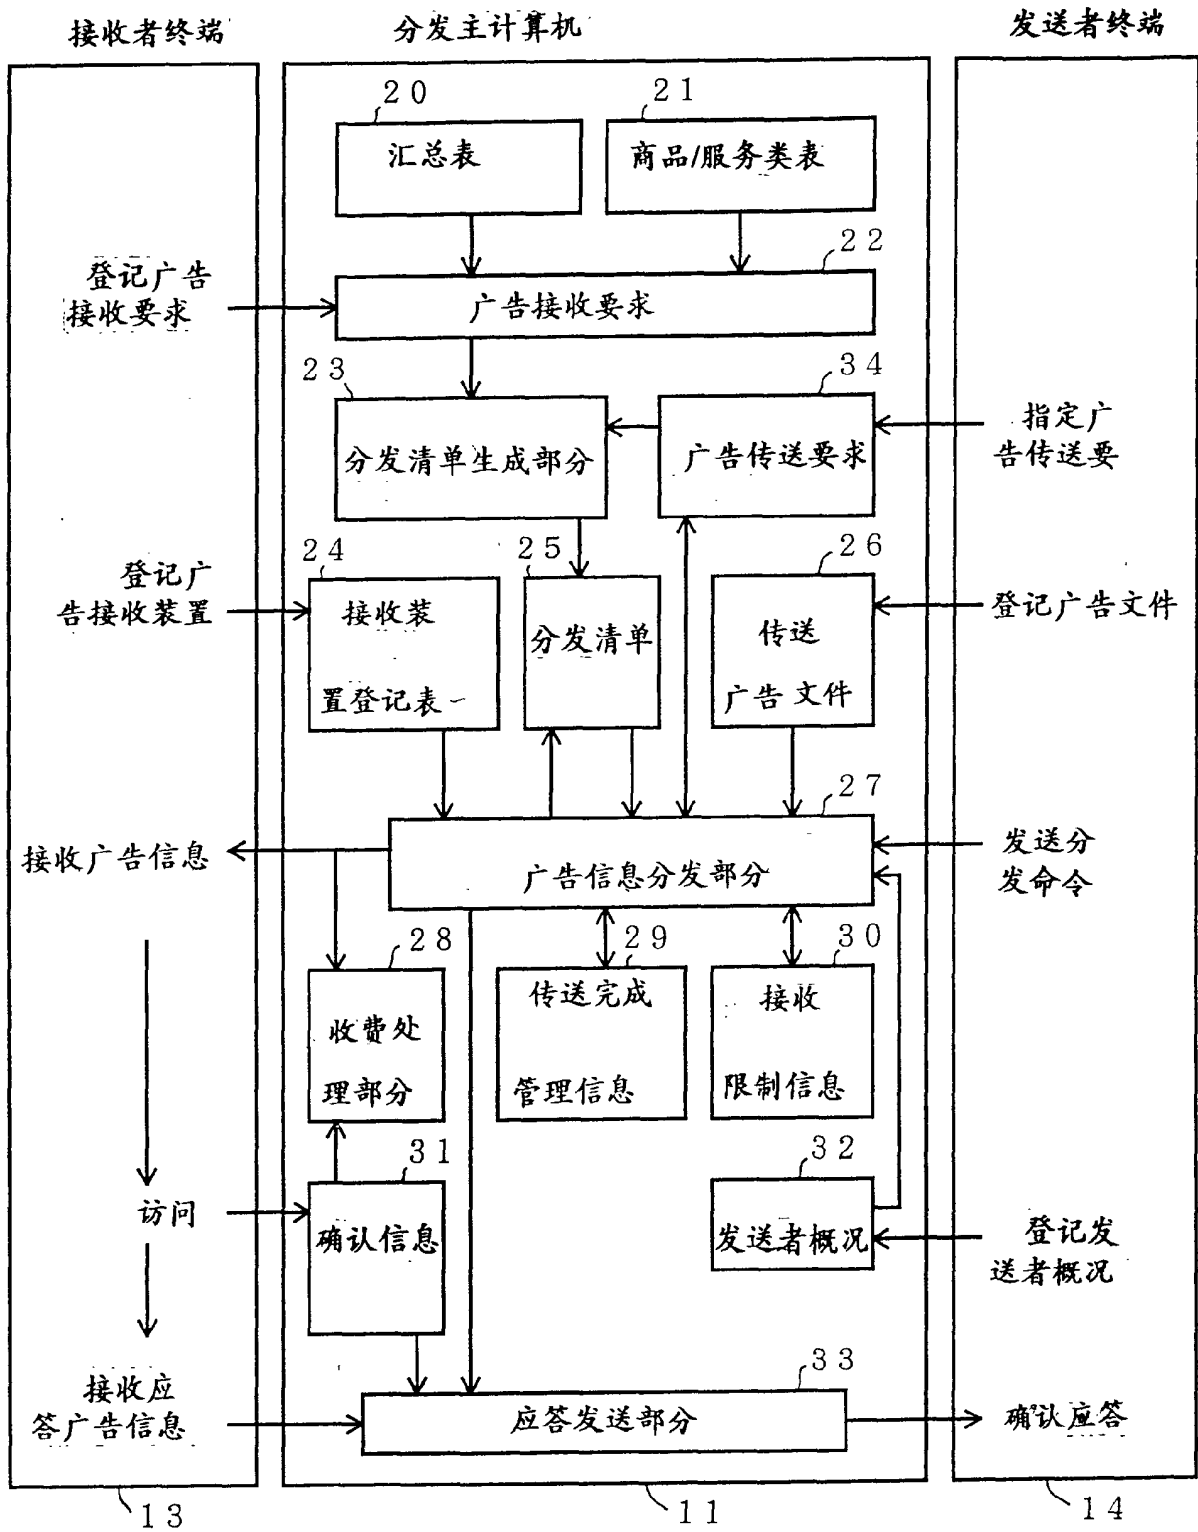 接收者终端
分发主计算机
发送者终端
20
21
汇总表
商品/服务类表
22
登记广告
接收要求
广告接收要求
23
34
指定广
告传送要
分发清单生成部分
广告传送要求
24
25
26
登记广
告接收装置
接收装
置登记表
分发清单
传送
广告文件
登记广告文件
27
接收广告信息
广告信息分发部分
发送分
发命令
28
29
30
收费处
理部分
传送完成
管理信息
接收
限制信息
31
32
访问
确认信息
发送者概况
登记发
送者概况
33
接收应
答广告信息
应答发送部分
确认应答
13
11
14